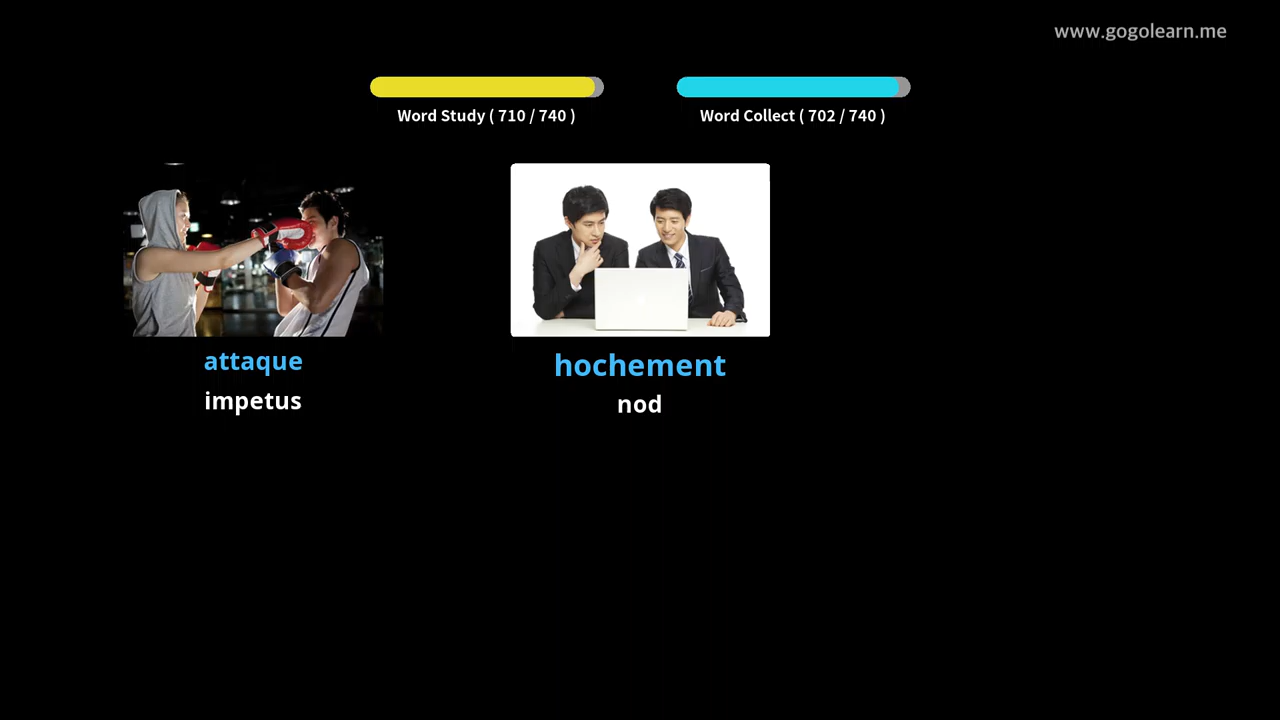 www.gogolearn.me
Word Study ( 710 / 740 )
Word Collect ( 702 / 740 )
attaque
impetus
hochement
nod